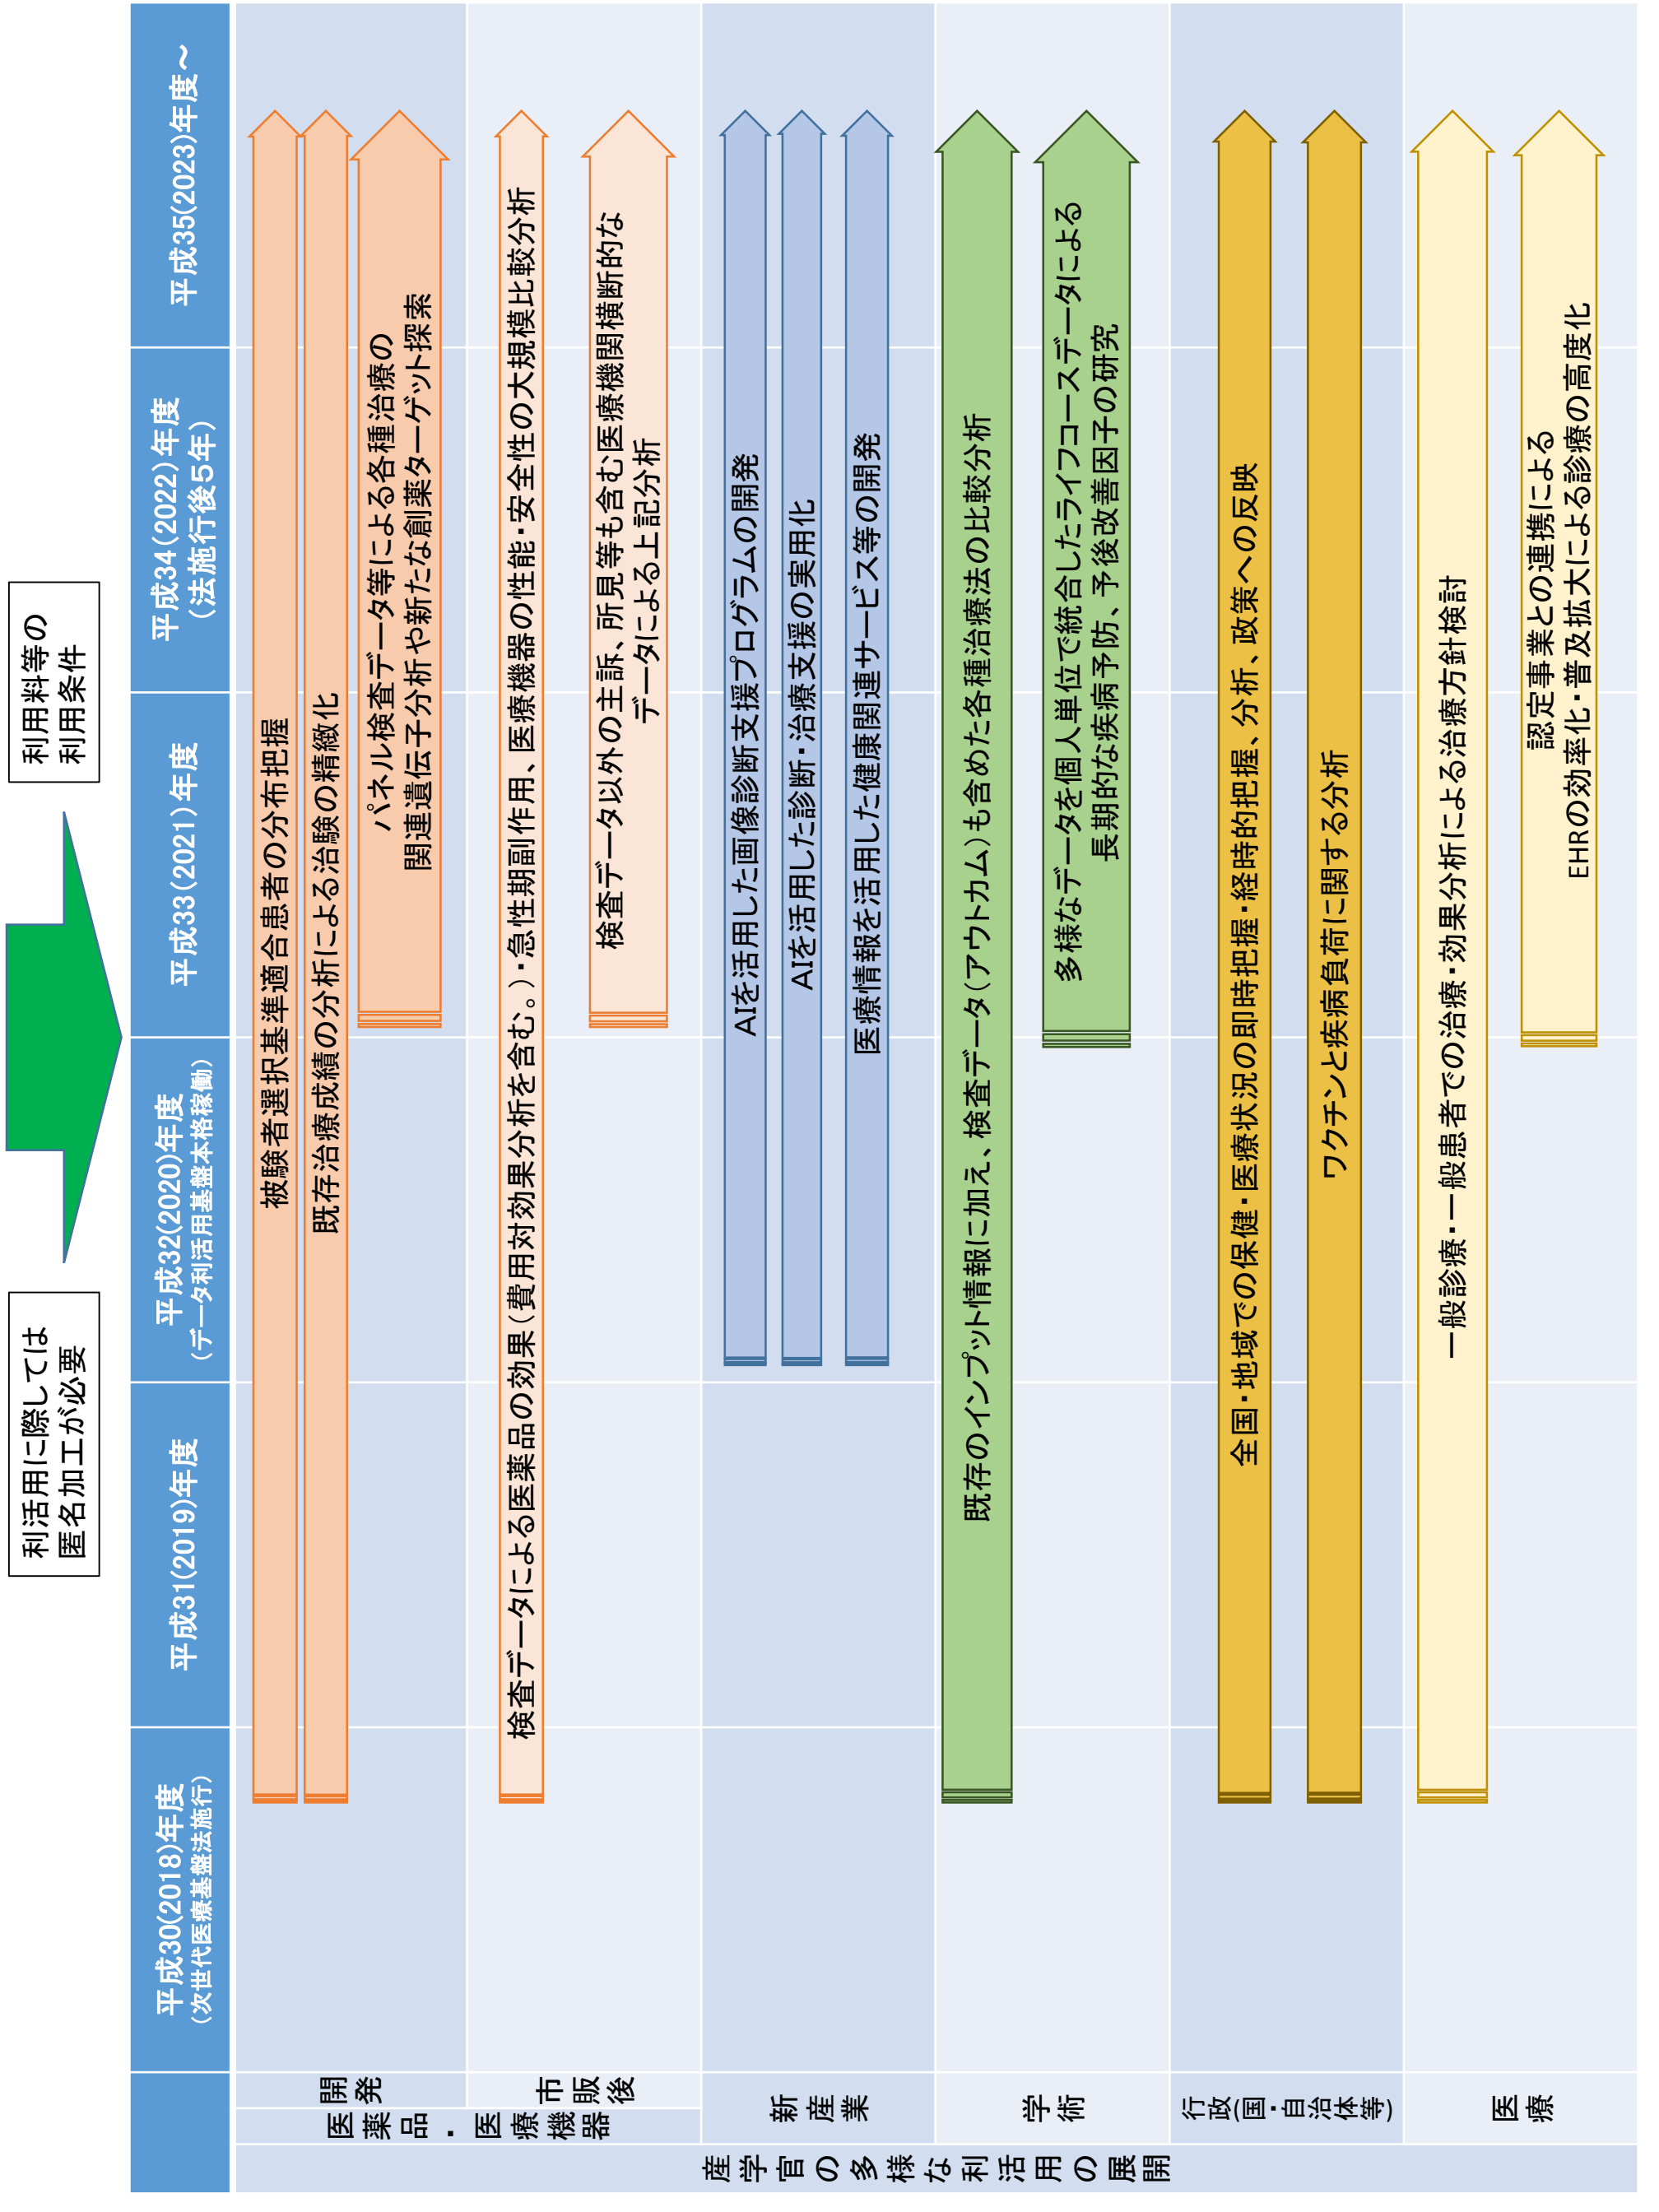 利活用に際しては
匿名加工が必要
利用料等の
利用条件
平成30(2018)年度
(次世代医療基盤法施行)
平成31(2019)年度
平成32(2020)年度
(データ利活用基盤本格稼働)
平成33(2021)年度
平成34(2022)年度
(法施行後5年)
平成35(2023)年度~
産学官の多様な利活用の展開
医薬品・医療機器
開発
被験者選択基準適合患者の分布把握
既存治療成績の分析による治験の精緻化
パネル検査データ等による各種治療の
関連遺伝子分析や新たな創薬ターゲット探索
市販後
検査データによる医薬品の効果(費用対効果分析を含む。)・急性期副作用、医療機器の性能・安全性の大規模比較分析
検査データ以外の主訴、所見等も含む医療機関横断的な
データによる上記分析
新産業
AIを活用した画像診断支援プログラムの開発
AIを活用した診断・治療支援の実用化
医療情報を活用した健康関連サービス等の開発
学術
既存のインプット情報に加え、検査データ(アウトカム)も含めた各種治療法の比較分析
多様なデータを個人単位で統合したライフコースデータによる
長期的な疾病予防、予後改善因子の研究
行政(国・自治体等)
全国・地域での保健・医療状況の即時把握・経時的把握、分析、政策への反映
ワクチンと疾病負荷に関する分析
医療
一般診療・一般患者での治療・効果分析による治療方針検討
認定事業との連携による
EHRの効率化・普及拡大による診療の高度化